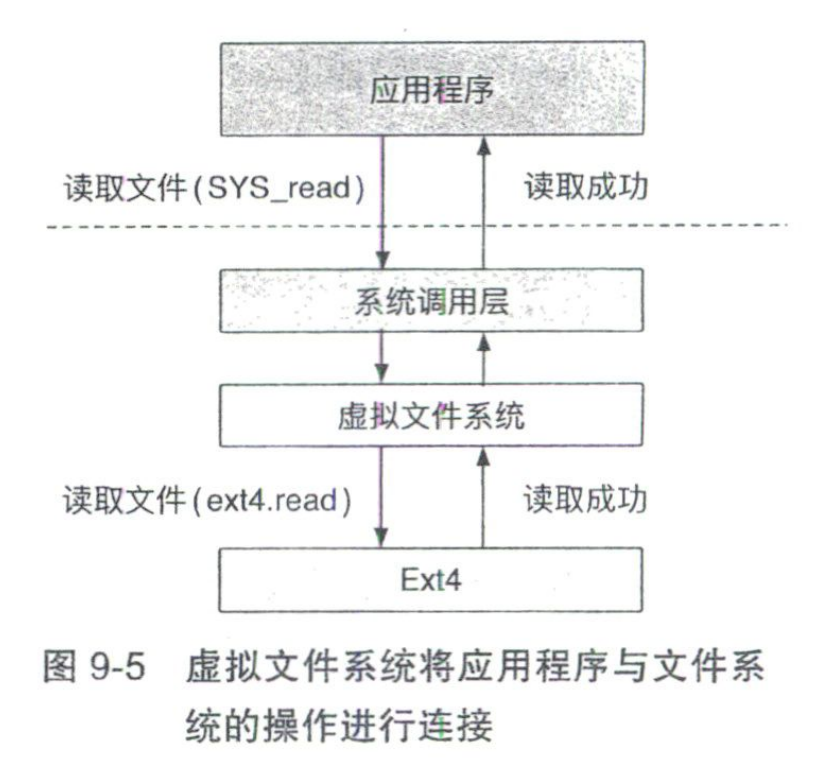 应用程序
读取文件(SYS_read) 读取成功
系统调用层
虚拟文件系统
读取文件(ext4.read) 读取成功
Ext4
图 9-5 虚拟文件系统将应用程序与文件系
统的操作进行连接